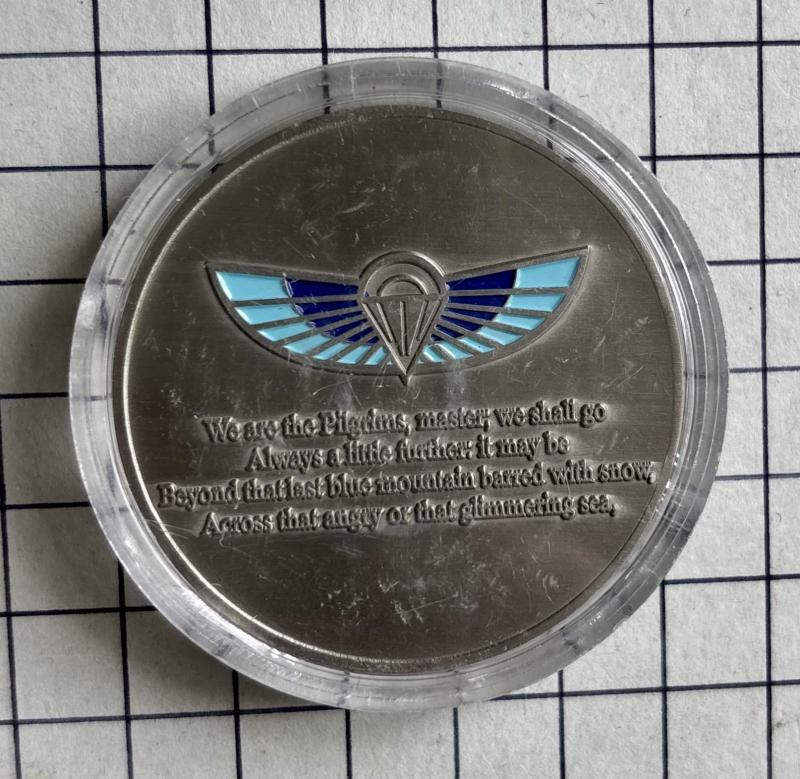 We are the Pilgrims, master; we shall go
Always a little further: it may be
Beyond that last blue mountain barred with snow,
Across that angry or that glimmering sea,